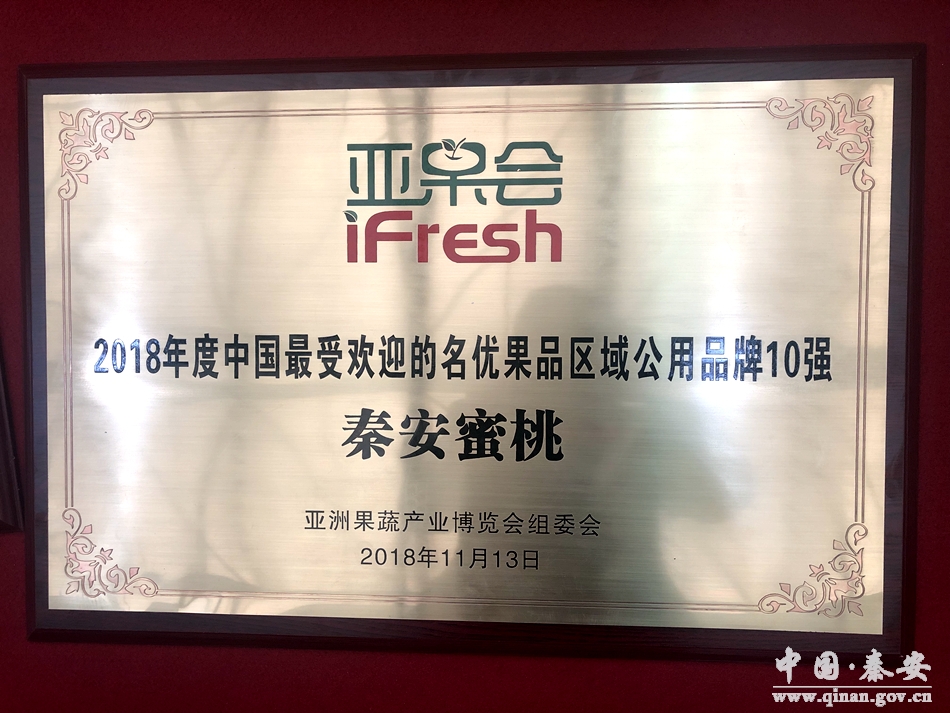 亚果会
iFresh
2018年度中国最受欢迎的名优果品区域公用品牌10强
秦安蜜桃
亚洲果蔬产业博览会组委会
2018年11月13日
中国·秦安
www.qinan.gov.cn